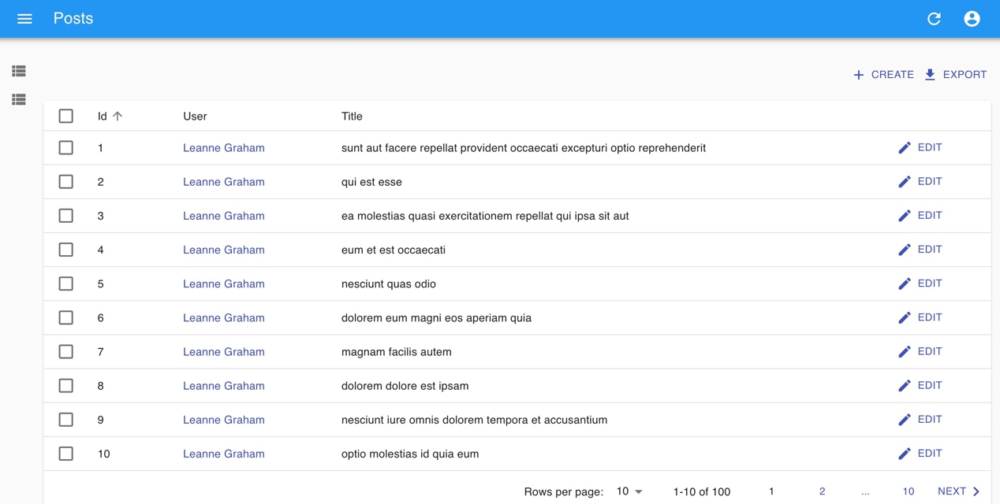 Posts
CREATE EXPORT
Id User Title
1 Leanne Graham sunt aut facere repellat provident occaecati excepturi optio reprehenderit EDIT
2 Leanne Graham qui est esse EDIT
3 Leanne Graham ea molestias quasi exercitationem repellat qui ipsa sit aut EDIT
4 Leanne Graham eum et est occaecati EDIT
5 Leanne Graham nesciunt quas odio EDIT
6 Leanne Graham dolorem eum magni eos aperiam quia EDIT
7 Leanne Graham magnam facilis autem EDIT
8 Leanne Graham dolorem dolore est ipsam EDIT
9 Leanne Graham nesciunt iure omnis dolorem tempora et accusantium EDIT
10 Leanne Graham optio molestias id quia eum EDIT
Rows per page: 10 1-10 of 100 1 2 ... 10 NEXT